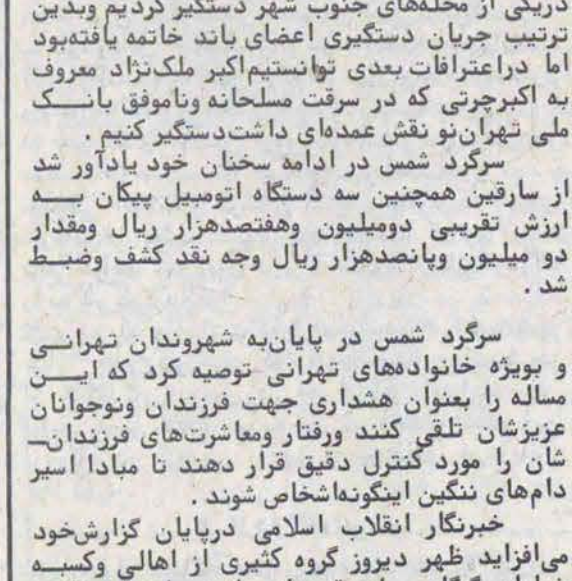 دریکی از محله‌های جنوب شهر دستگیر کردیم وبدین
ترتیب جریان دستگیری اعضای باند خاتمه یافته‌بود
اما دراعترافات بعدی توانستیم‌اکبر ملک‌نژاد معروف
به اکبرچرتی که در سرقت مسلحانه وناموفق بانک
ملی تهران‌نو نقش عمده‌ای داشت‌دستگیر کنیم .
سرگرد شمس در ادامه سخنان خود یادآور شد
از سارقین همچنین سه دستگاه اتومبیل پیکان به
ارزش تقریبی دومیلیون وهفتصدهزار ریال ومقدار
دو میلیون وپانصدهزار ریال وجه نقد کشف وضبط
شد .
سرگرد شمس در پایان‌به شهروندان تهرانی
و بویژه خانواده‌های تهرانی توصیه کرد که این
مساله را بعنوان هشداری جهت فرزندان ونوجوانان
عزیزشان تلقی کنند ورفتار ومعاشرت‌های فرزندان‌ـ
شان را مورد کنترل دقیق قرار دهند تا مبادا اسیر
دام‌های ننگین اینگونه‌اشخاص شوند .
خبرنگار انقلاب اسلامی درپایان گزارش‌خود
می‌افزاید ظهر دیروز گروه کثیری از اهالی وکسبه